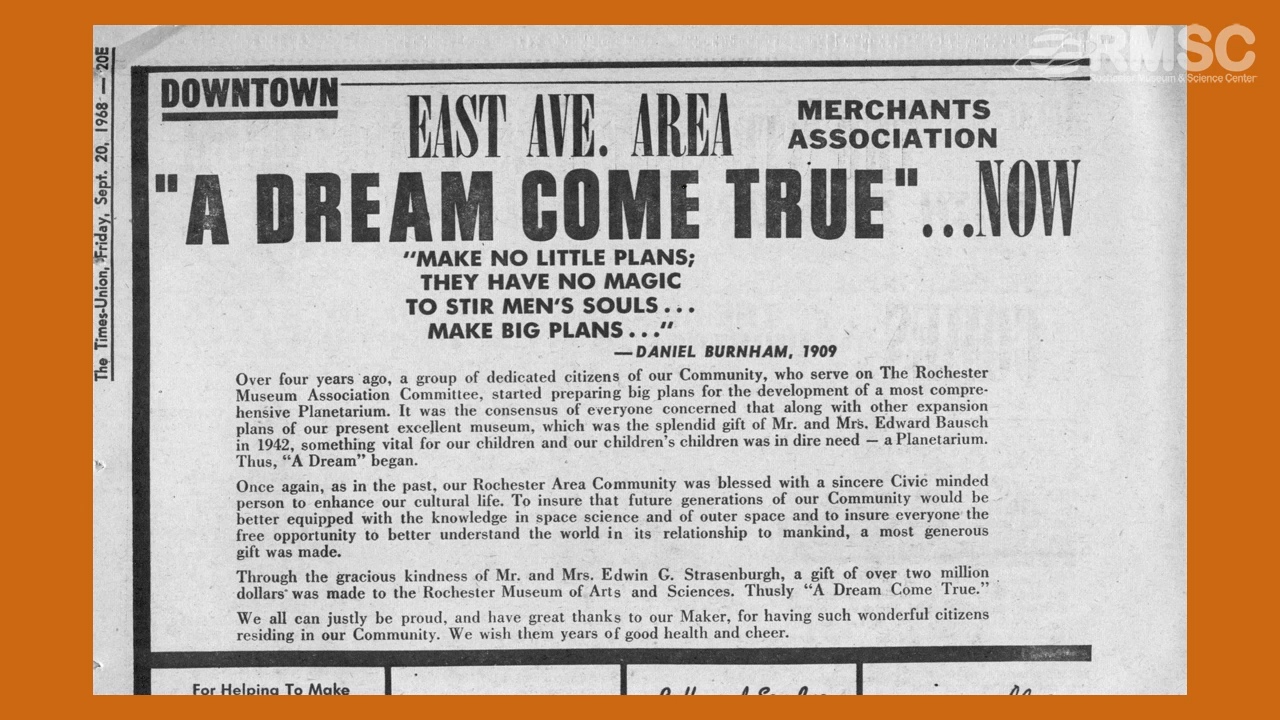 RMSC
Rochester Museum & Science Center
The Times-Union, Friday, Sept. 20, 1968 — 20E
DOWNTOWN
EAST AVE. AREA
MERCHANTS
ASSOCIATION
"A DREAM COME TRUE" ...NOW
"MAKE NO LITTLE PLANS;
THEY HAVE NO MAGIC
TO STIR MEN'S SOULS...
MAKE BIG PLANS..."
—DANIEL BURNHAM, 1909
Over four years ago, a group of dedicated citizens of our Community, who serve on The Rochester
Museum Association Committee, started preparing big plans for the development of a most compre-
hensive Planetarium. It was the consensus of everyone concerned that along with other expansion
plans of our present excellent museum, which was the splendid gift of Mr. and Mrs. Edward Bausch
in 1942, something vital for our children and our children's children was in dire need — a Planetarium.
Thus, "A Dream" began.
Once again, as in the past, our Rochester Area Community was blessed with a sincere Civic minded
person to enhance our cultural life. To insure that future generations of our Community would be
better equipped with the knowledge in space science and of outer space and to insure everyone the
free opportunity to better understand the world in its relationship to mankind, a most generous
gift was made.
Through the gracious kindness of Mr. and Mrs. Edwin G. Strasenburgh, a gift of over two million
dollars was made to the Rochester Museum of Arts and Sciences. Thusly "A Dream Come True."
We all can justly be proud, and have great thanks to our Maker, for having such wonderful citizens
residing in our Community. We wish them years of good health and cheer.
For Helping To Make